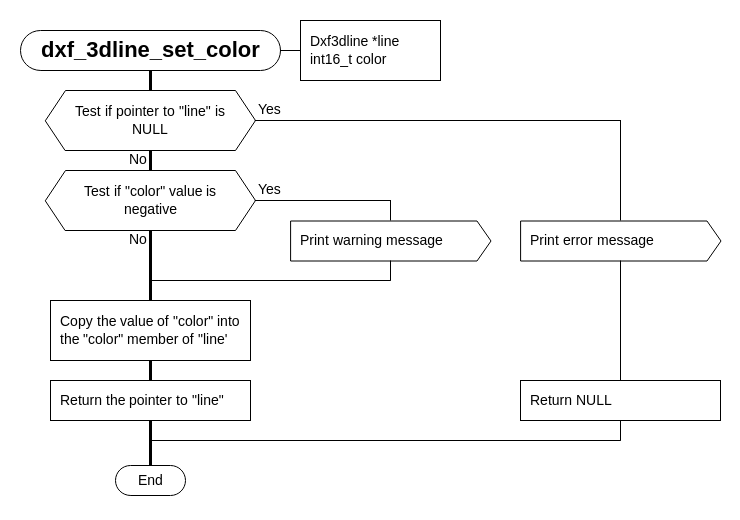 dxf_3dline_set_color
Dxf3dline *line
int16_t color
Test if pointer to "line" is
NULL
Yes
No
Test if "color" value is
negative
Yes
No
Print warning message
Print error message
Copy the value of "color" into
the "color" member of "line'
Return the pointer to "line"
Return NULL
End